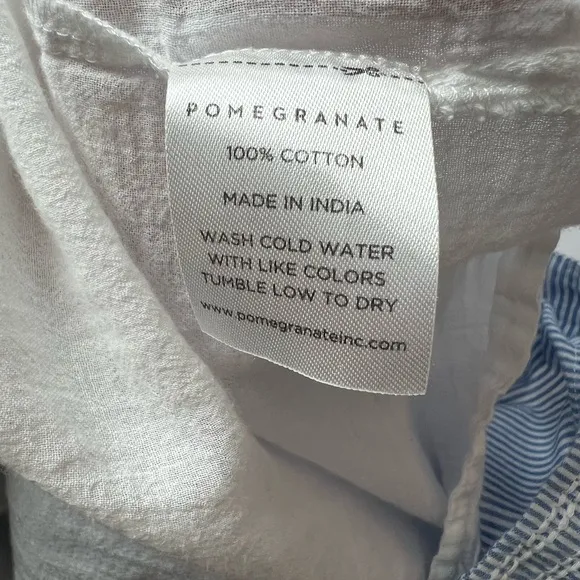 POMEGRANATE
100% COTTON
MADE IN INDIA
WASH COLD WATER
WITH LIKE COLORS
TUMBLE LOW TO DRY
www.pomegranateinc.com